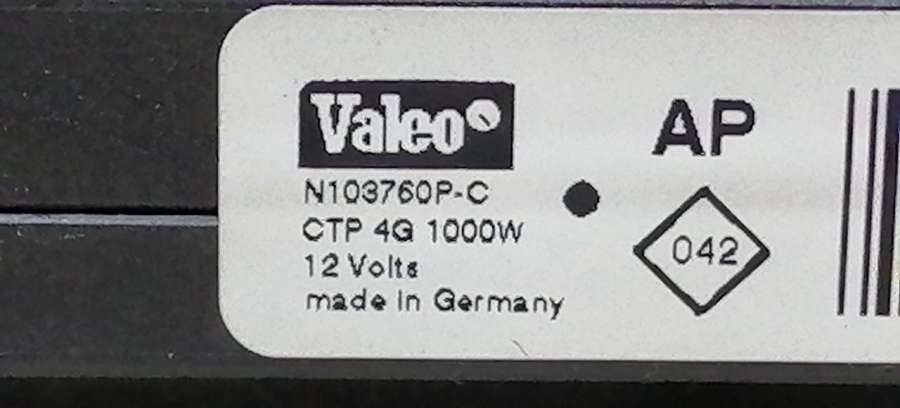 Valeo
N103760P-C
CTP 4G 1000W
12 Volts
made in Germany
AP
042